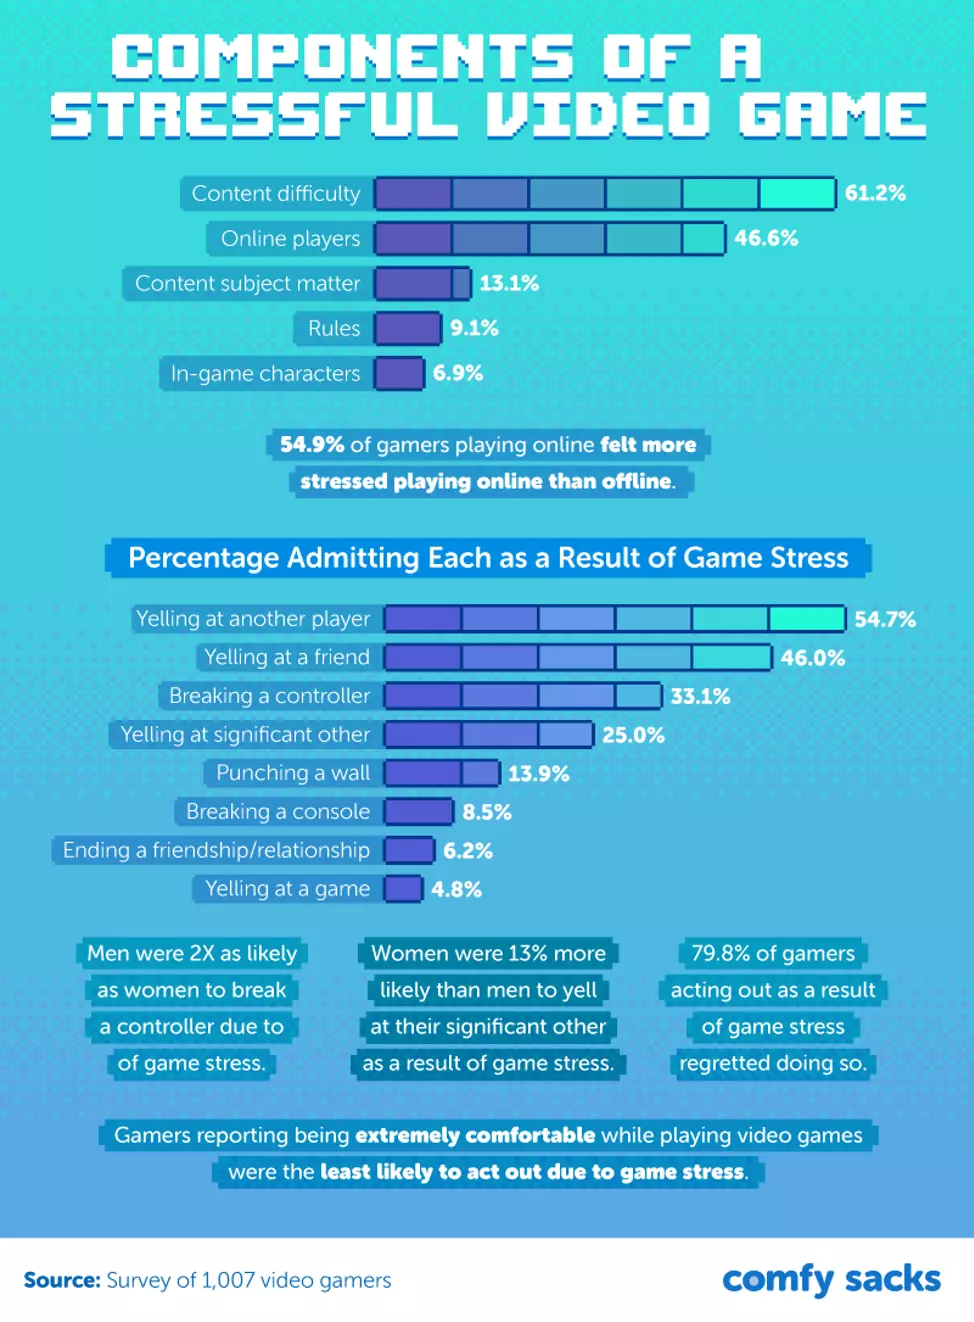 COMPONENTS OF A
STRESSFUL VIDEO GAME
Content difficulty 61.2%
Online players 46.6%
Content subject matter 13.1%
Rules 9.1%
In-game characters 6.9%
54.9% of gamers playing online felt more
stressed playing online than offline.
Percentage Admitting Each as a Result of Game Stress
Yelling at another player 54.7%
Yelling at a friend 46.0%
Breaking a controller 33.1%
Yelling at significant other 25.0%
Punching a wall 13.9%
Breaking a console 8.5%
Ending a friendship/relationship 6.2%
Yelling at a game 4.8%
Men were 2X as likely
as women to break
a controller due to
of game stress.
Women were 13% more
likely than men to yell
at their significant other
as a result of game stress.
79.8% of gamers
acting out as a result
of game stress
regretted doing so.
Gamers reporting being extremely comfortable while playing video games
were the least likely to act out due to game stress.
Source: Survey of 1,007 video gamers
comfy sacks